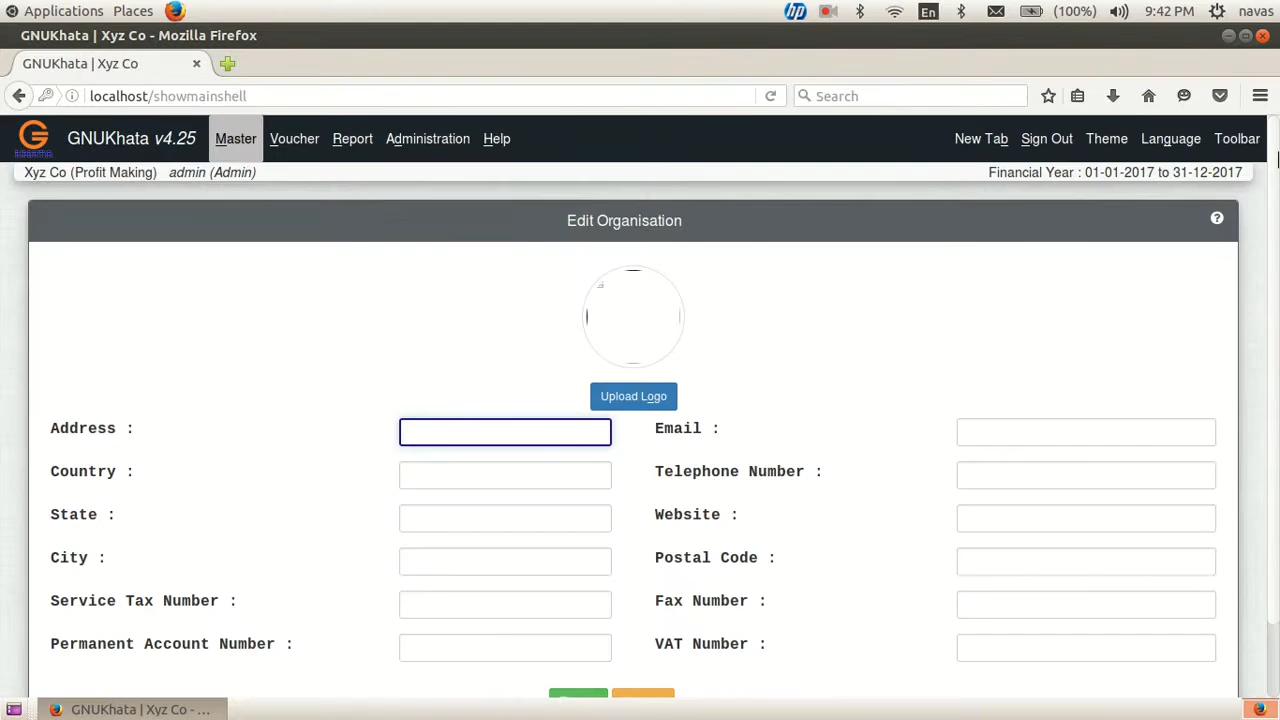 Applications Places En (100%) 9:42 PM navas
GNUKhata | Xyz Co - Mozilla Firefox
GNUKhata | Xyz Co
localhost/showmainshell Search
GNUKhata v4.25 Master Voucher Report Administration Help New Tab Sign Out Theme Language Toolbar
Xyz Co (Profit Making) admin (Admin) Financial Year : 01-01-2017 to 31-12-2017
Edit Organisation
Upload Logo
Address : Email :
Country : Telephone Number :
State : Website :
City : Postal Code :
Service Tax Number : Fax Number :
Permanent Account Number : VAT Number :
GNUKhata | Xyz Co - ...